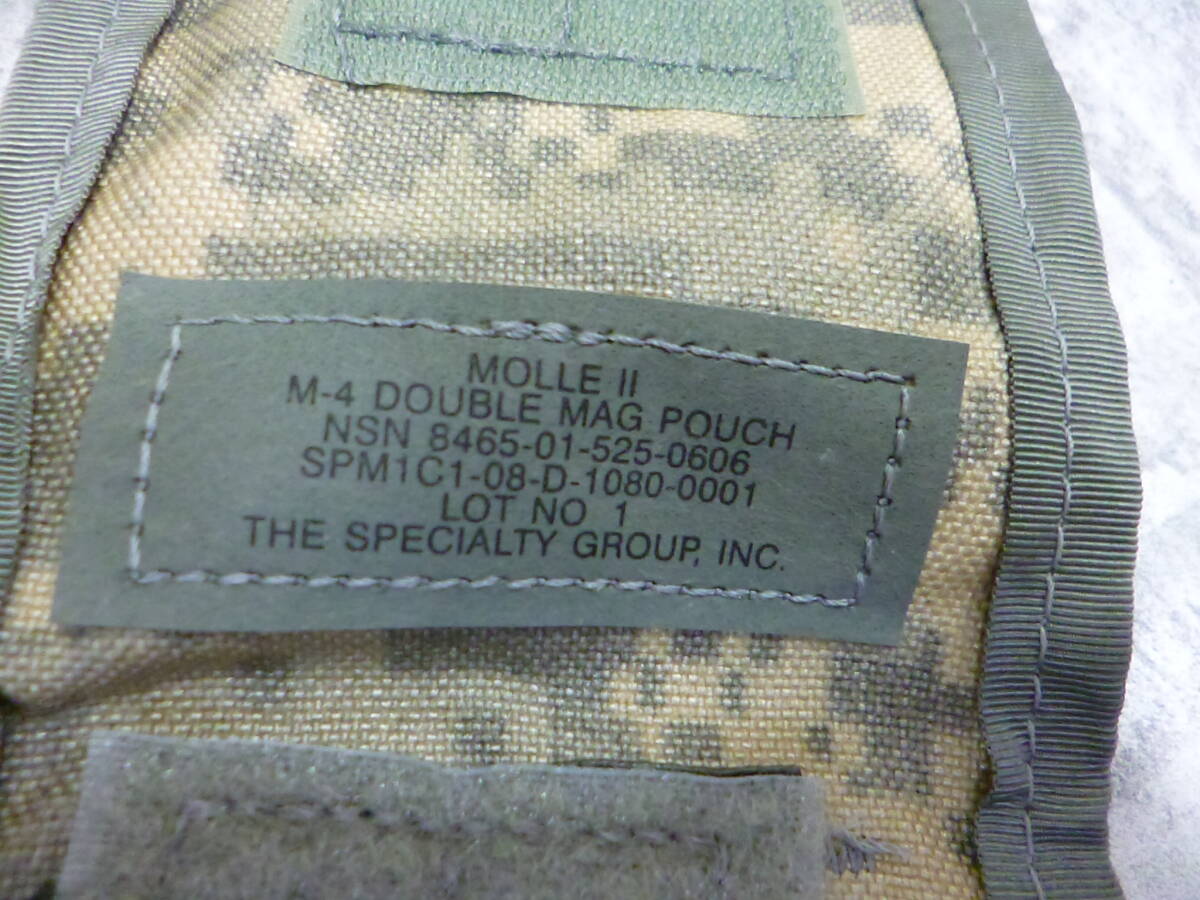 MOLLE II
M-4 DOUBLE MAG POUCH
NSN 8465-01-525-0606
SPM1C1-08-D-1080-0001
LOT NO 1
THE SPECIALTY GROUP, INC.